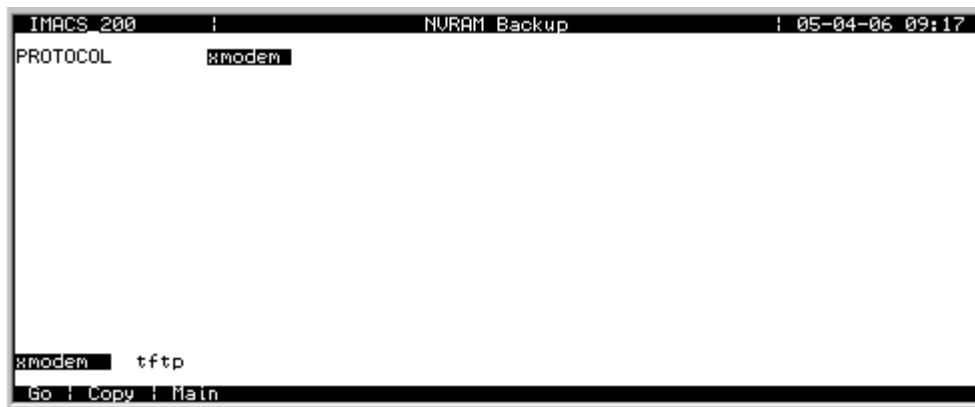 IMACS_200 ¦ NVRAM Backup ¦ 05-04-06 09:17
PROTOCOL xmodem
xmodem tftp
Go ¦ Copy ¦ Main